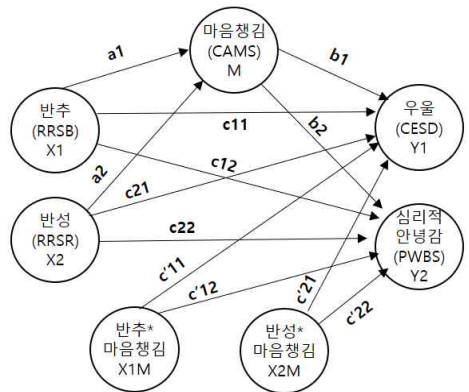 마음챙김
(CAMS)
M
a1
b1
반추
(RRSB)
X1
우울
(CESD)
Y1
c11
b2
a2
c12
c21
반성
(RRSR)
X2
c22
심리적
안녕감
(PWBS)
Y2
c'11
c'12
c'21
c'22
반추*
마음챙김
X1M
반성*
마음챙김
X2M